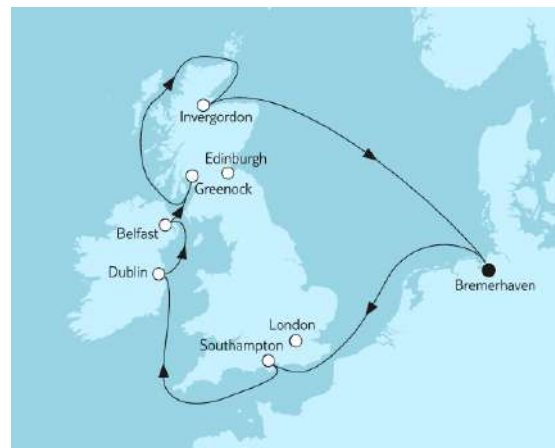 Invergordon
Edinburgh
Greenock
Belfast
Dublin
Bremerhaven
London
Southampton